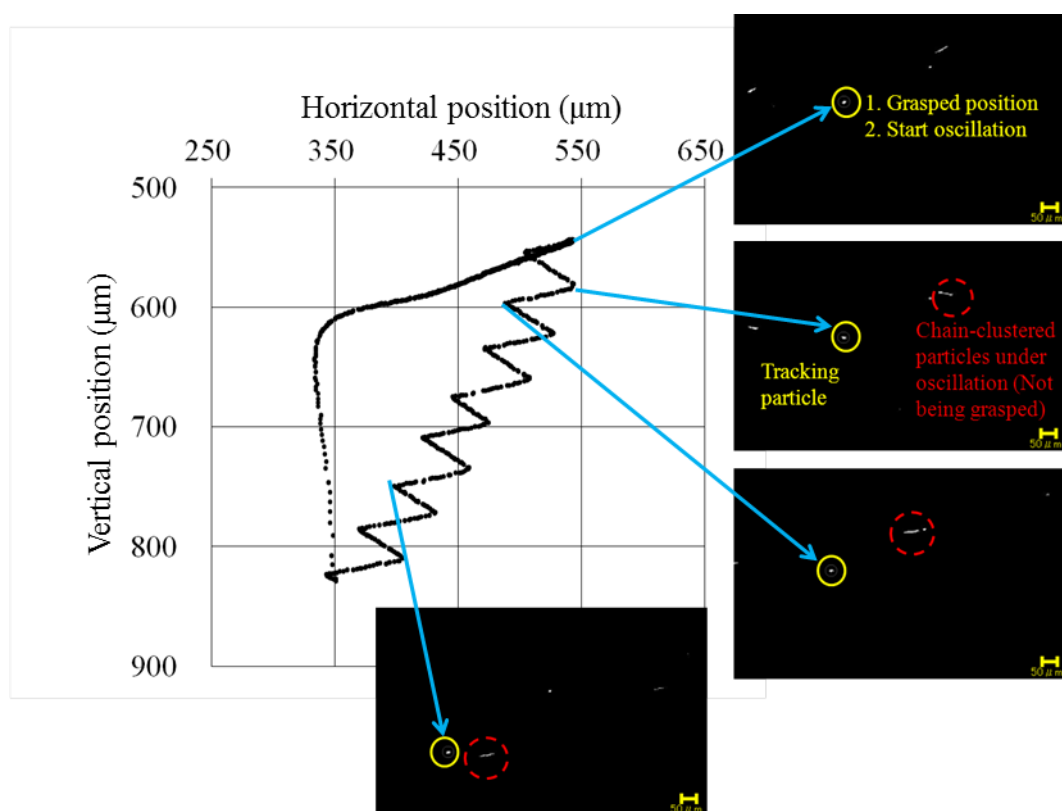 Horizontal position (µm)
250 350 450 550 650
Vertical position (µm)
500
600
700
800
900
1. Grasped position
2. Start oscillation
50 µm
Tracking
particle
Chain-clustered
particles under
oscillation (Not
being grasped)
50 µm
50 µm
50 µm